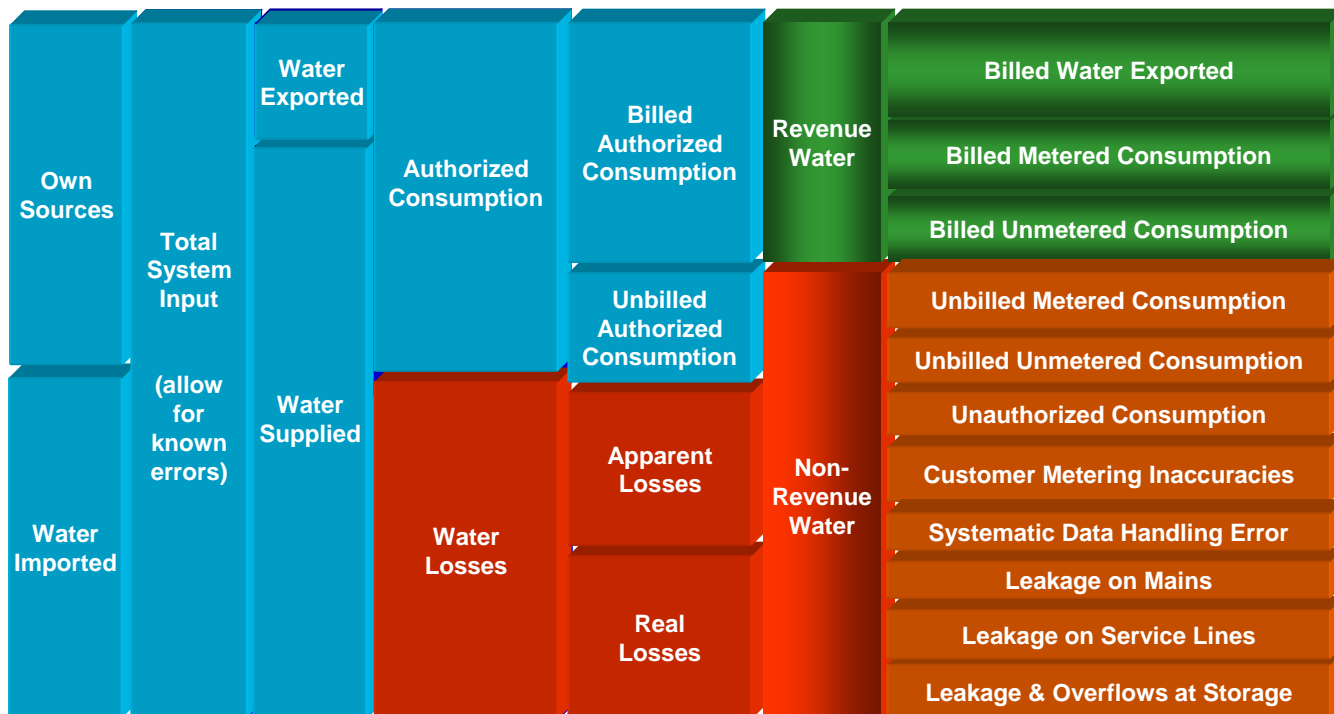 Own
Sources
Water
Imported
Total
System
Input
(allow
for
known
errors)
Water
Exported
Water
Supplied
Authorized
Consumption
Water
Losses
Billed
Authorized
Consumption
Unbilled
Authorized
Consumption
Apparent
Losses
Real
Losses
Revenue
Water
Non-
Revenue
Water
Billed Water Exported
Billed Metered Consumption
Billed Unmetered Consumption
Unbilled Metered Consumption
Unbilled Unmetered Consumption
Unauthorized Consumption
Customer Metering Inaccuracies
Systematic Data Handling Error
Leakage on Mains
Leakage on Service Lines
Leakage & Overflows at Storage